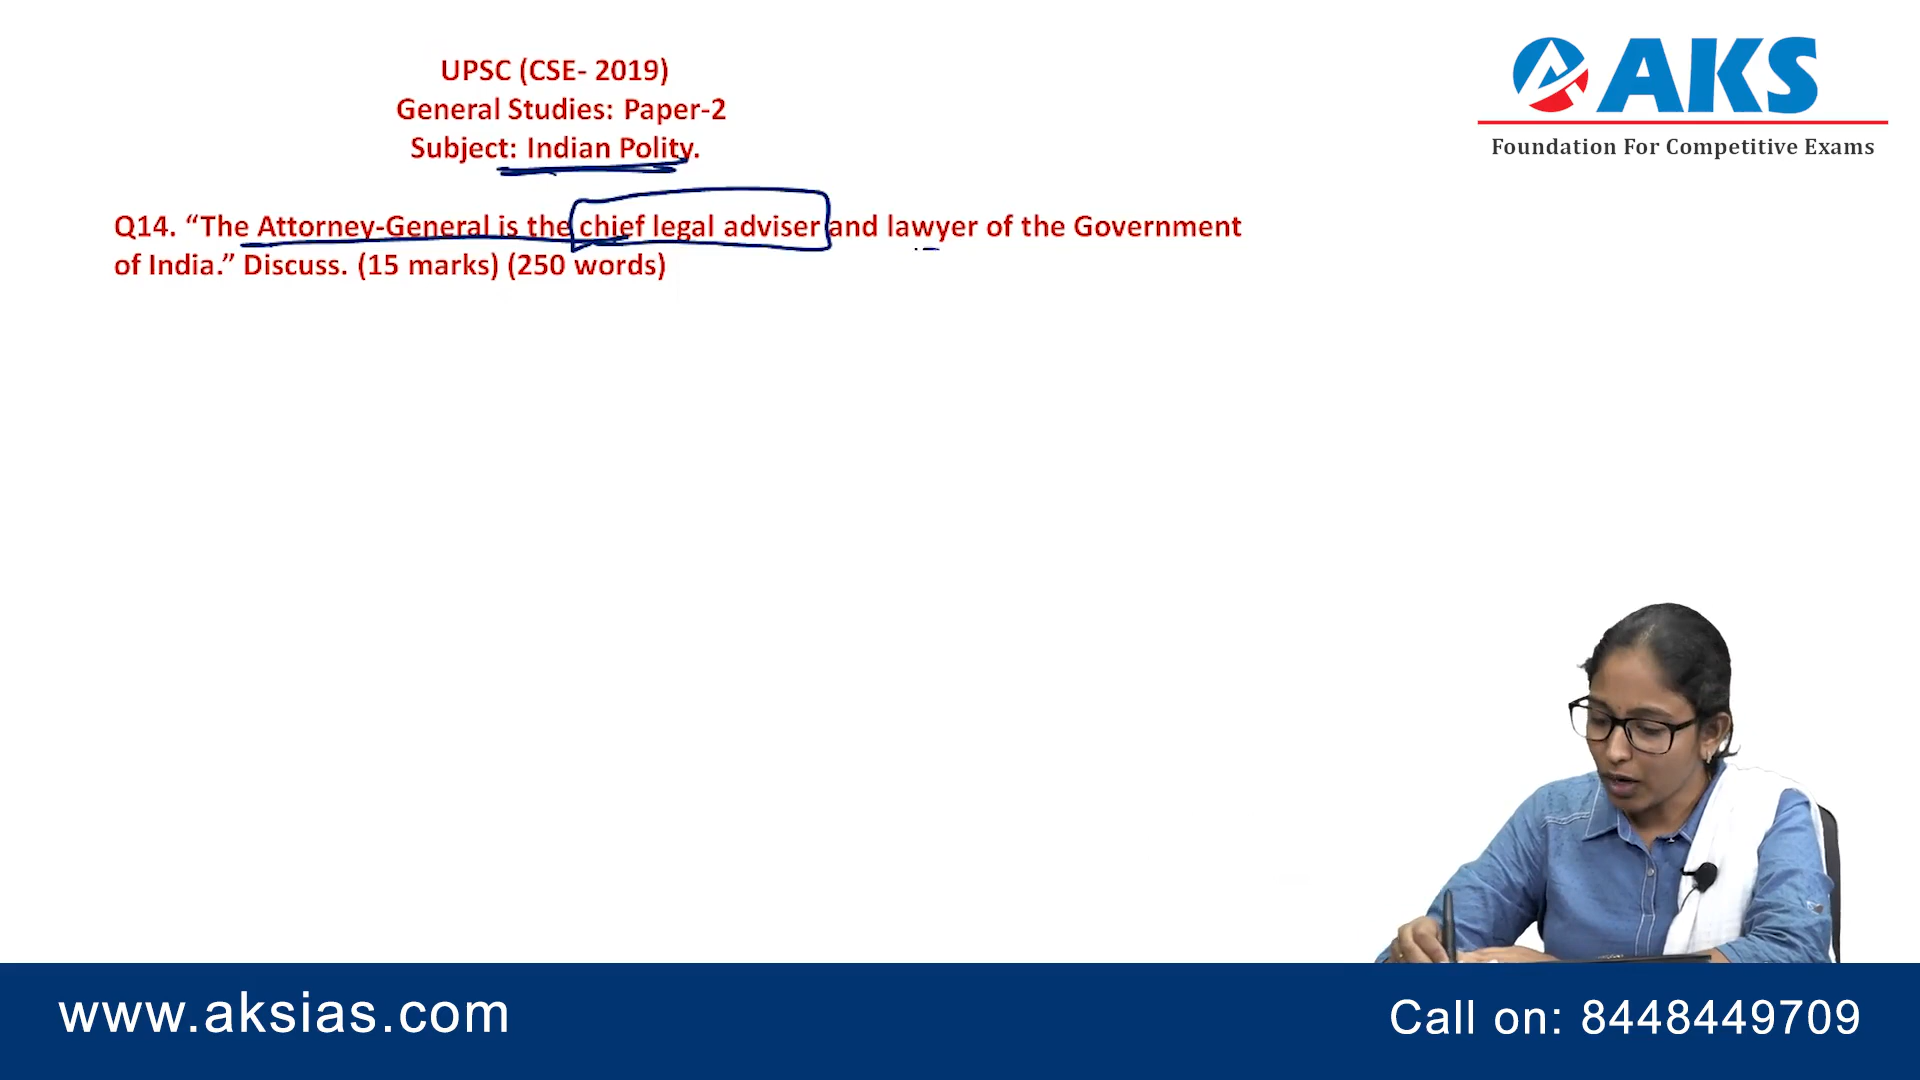 UPSC (CSE- 2019)
General Studies: Paper-2
Subject: Indian Polity.
AKS
Foundation For Competitive Exams
Q14. “The Attorney-General is the chief legal adviser and lawyer of the Government
of India.” Discuss. (15 marks) (250 words)
www.aksias.com
Call on: 8448449709